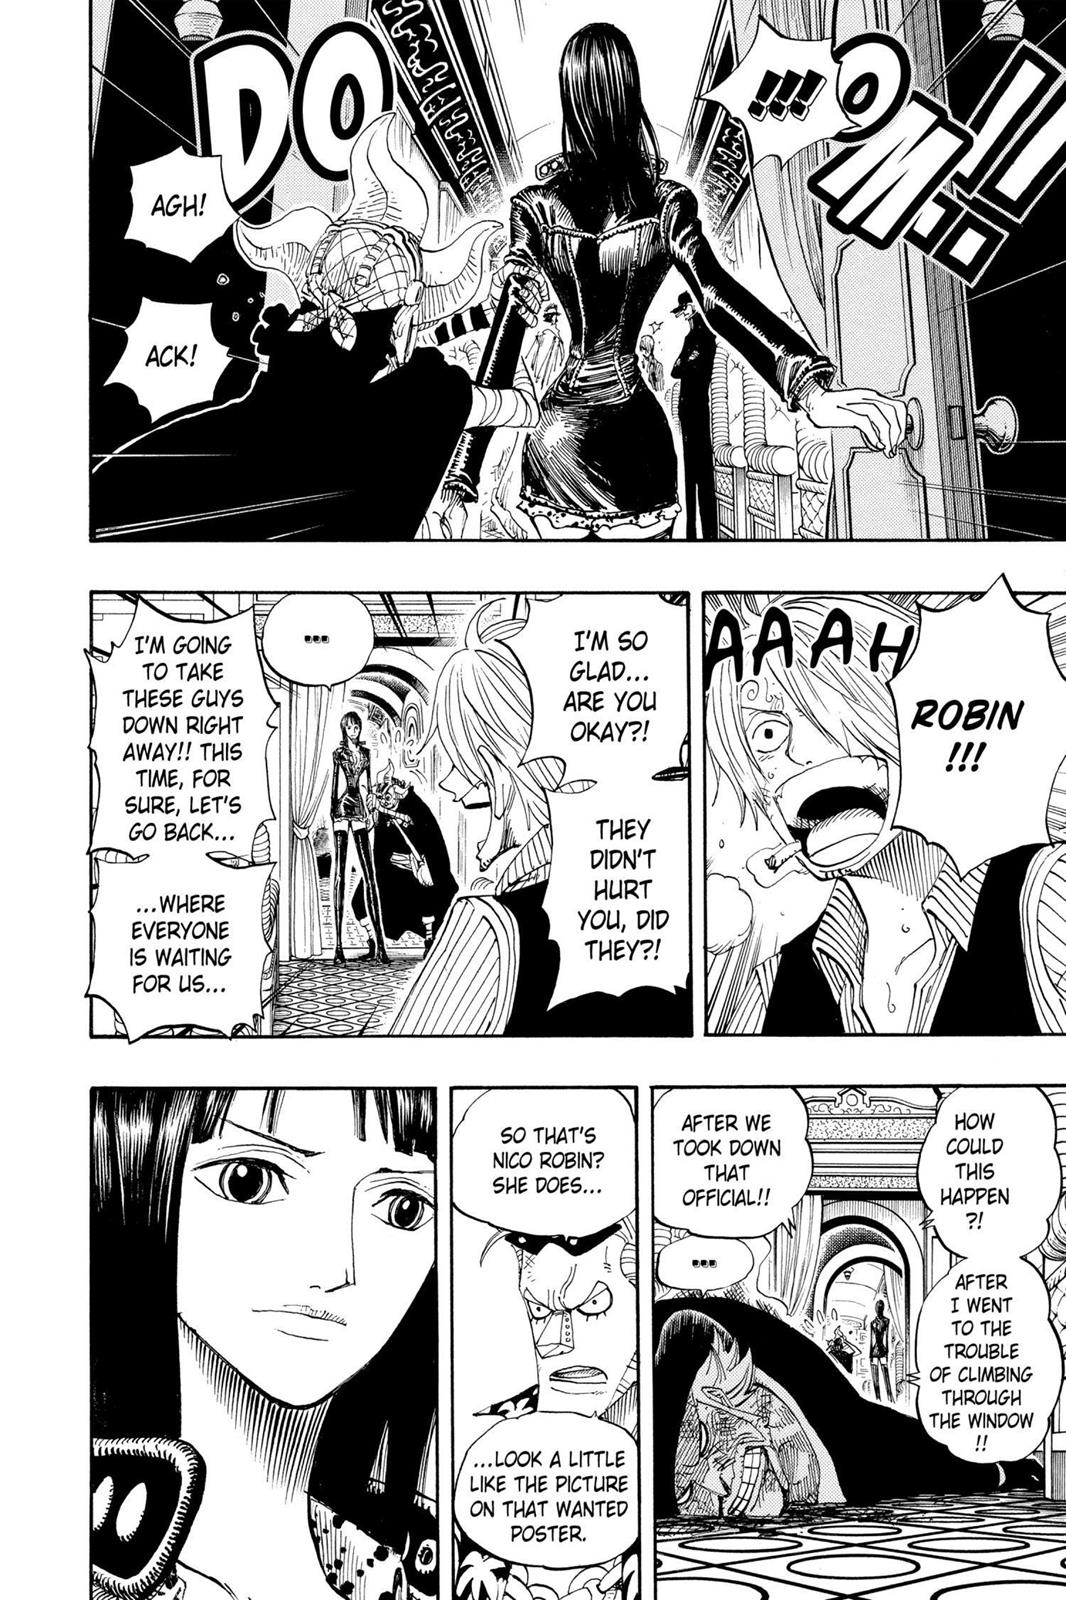 DO
OM!!
!!!!
AGH!
ACK!
AAAH
ROBIN
!!!
I'M SO
GLAD...
ARE YOU
OKAY?!
THEY
DIDN'T
HURT
YOU, DID
THEY?!
...
I'M GOING
TO TAKE
THESE GUYS
DOWN RIGHT
AWAY!! THIS
TIME, FOR
SURE, LET'S
GO BACK...
...WHERE
EVERYONE
IS WAITING
FOR US...
HOW
COULD
THIS
HAPPEN
?!
AFTER
I WENT
TO THE
TROUBLE
OF CLIMBING
THROUGH
THE WINDOW
!!
AFTER WE
TOOK DOWN
THAT
OFFICIAL!!
...
SO THAT'S
NICO ROBIN?
SHE DOES...
...LOOK A LITTLE
LIKE THE PICTURE
ON THAT WANTED
POSTER.